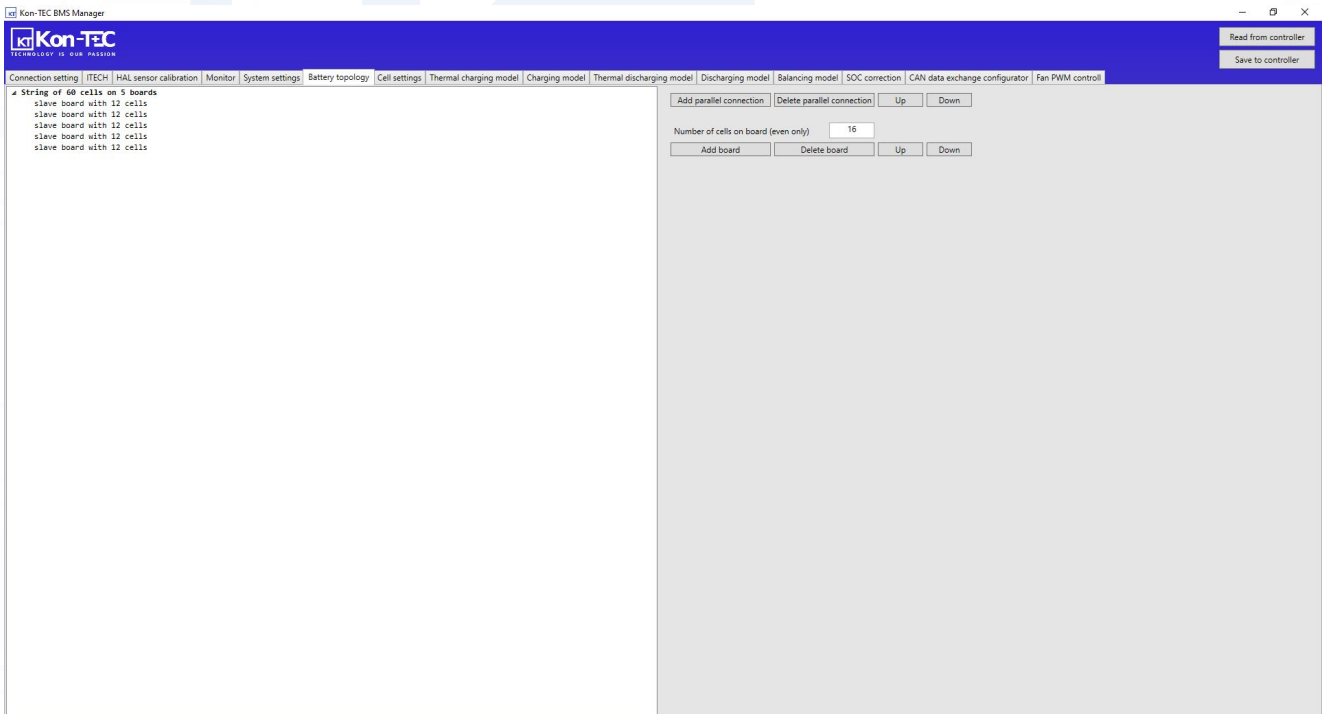 KT Kon-TEC BMS Manager
KT Kon-TEC
TECHNOLOGY IS OUR PASSION
Read from controller
Save to controller
Connection setting ITECH HAL sensor calibration Monitor System settings Battery topology Cell settings Thermal charging model Charging model Thermal discharging model Discharging model Balancing model SOC correction CAN data exchange configurator Fan PWM controll
String of 60 cells on 5 boards
slave board with 12 cells
slave board with 12 cells
slave board with 12 cells
slave board with 12 cells
slave board with 12 cells
Add parallel connection Delete parallel connection Up Down
Number of cells on board (even only) 16
Add board Delete board Up Down